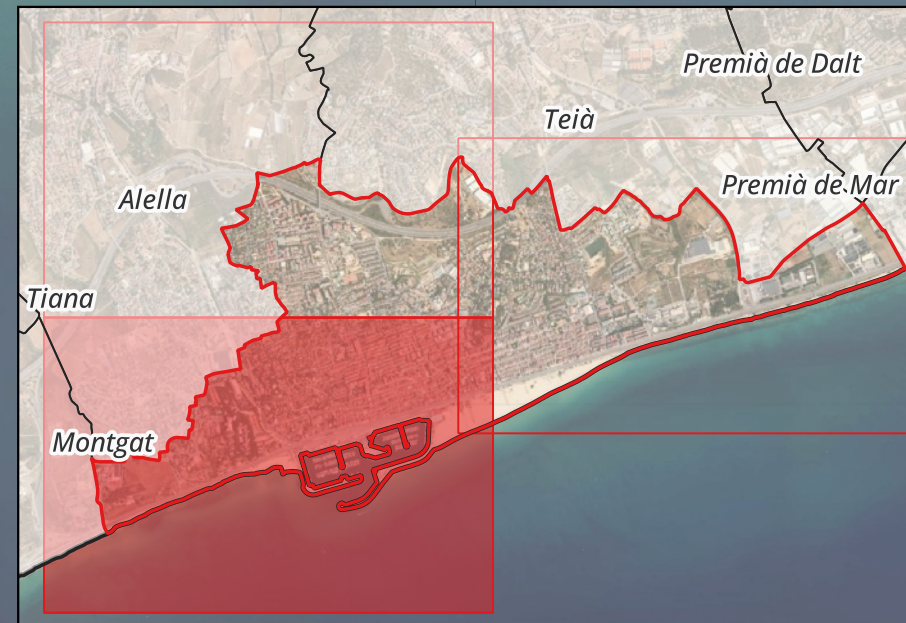 Premià de Dalt
Teià
Premià de Mar
Alella
Tiana
Montgat